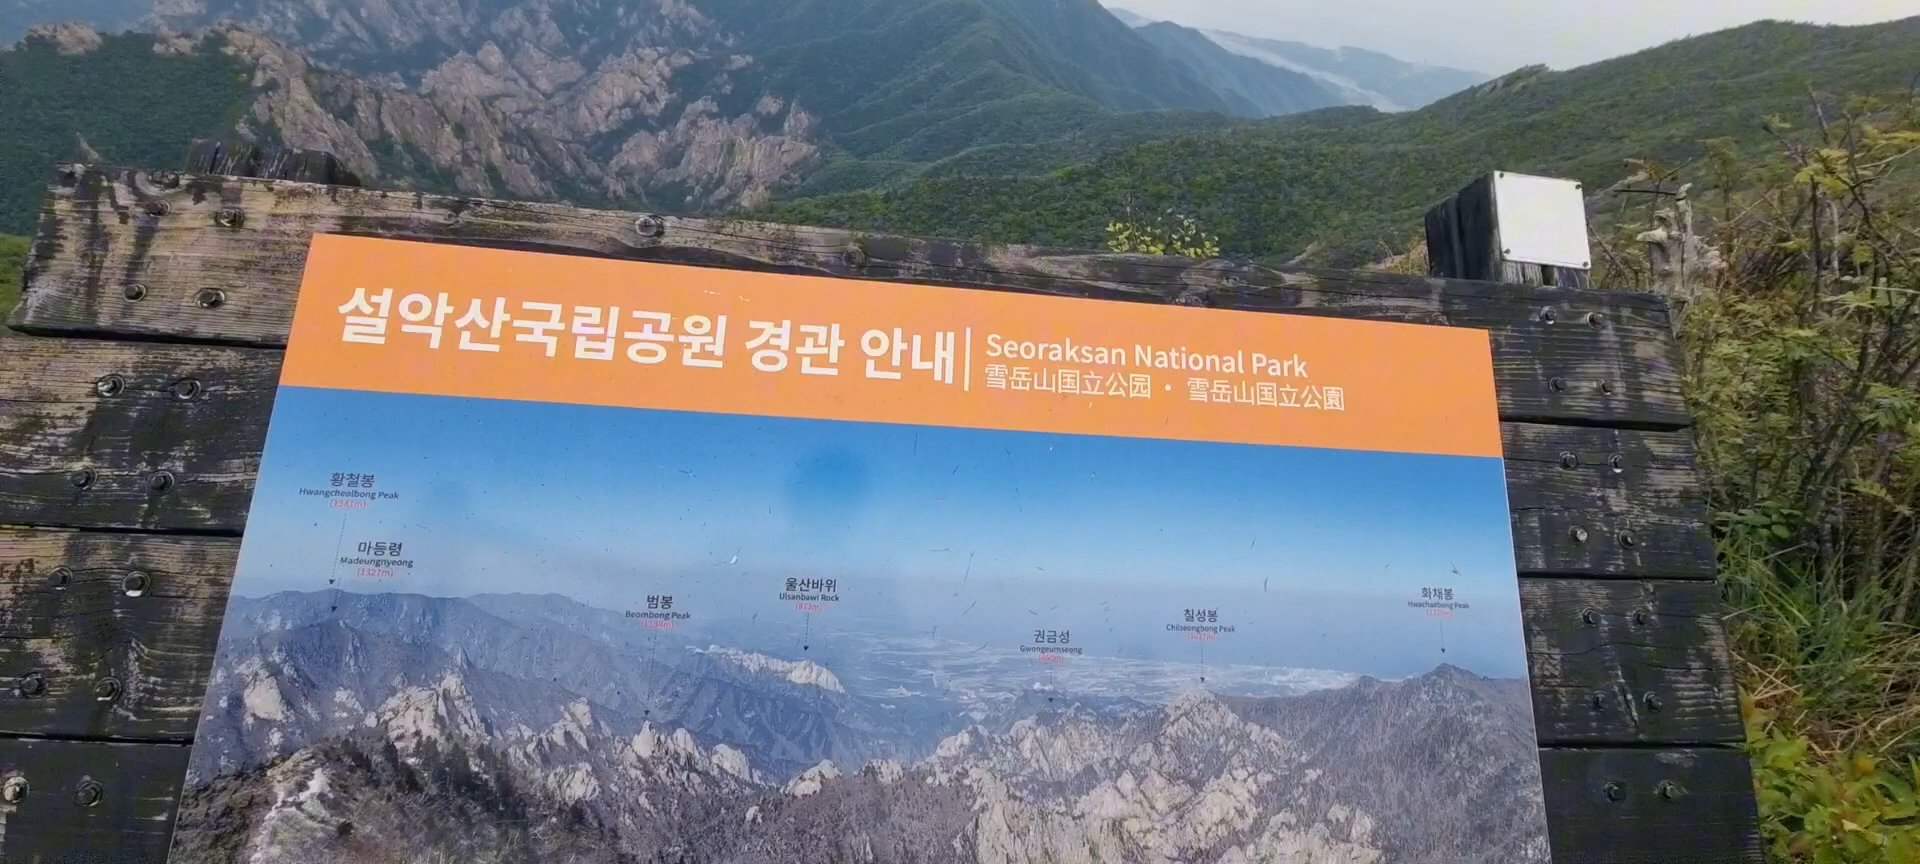 설악산국립공원 경관 안내
Seoraksan National Park
雪岳山国立公园 · 雪岳山国立公園
황철봉
Hwangcheolbong Peak
(1381m)
마등령
Madeungnyeong
(1327m)
범봉
Beombong Peak
울산바위
Ulsanbawi Rock
(873m)
권금성
Gwongeumseong
칠성봉
Chilseongbong Peak
화채봉
Hwachaebong Peak